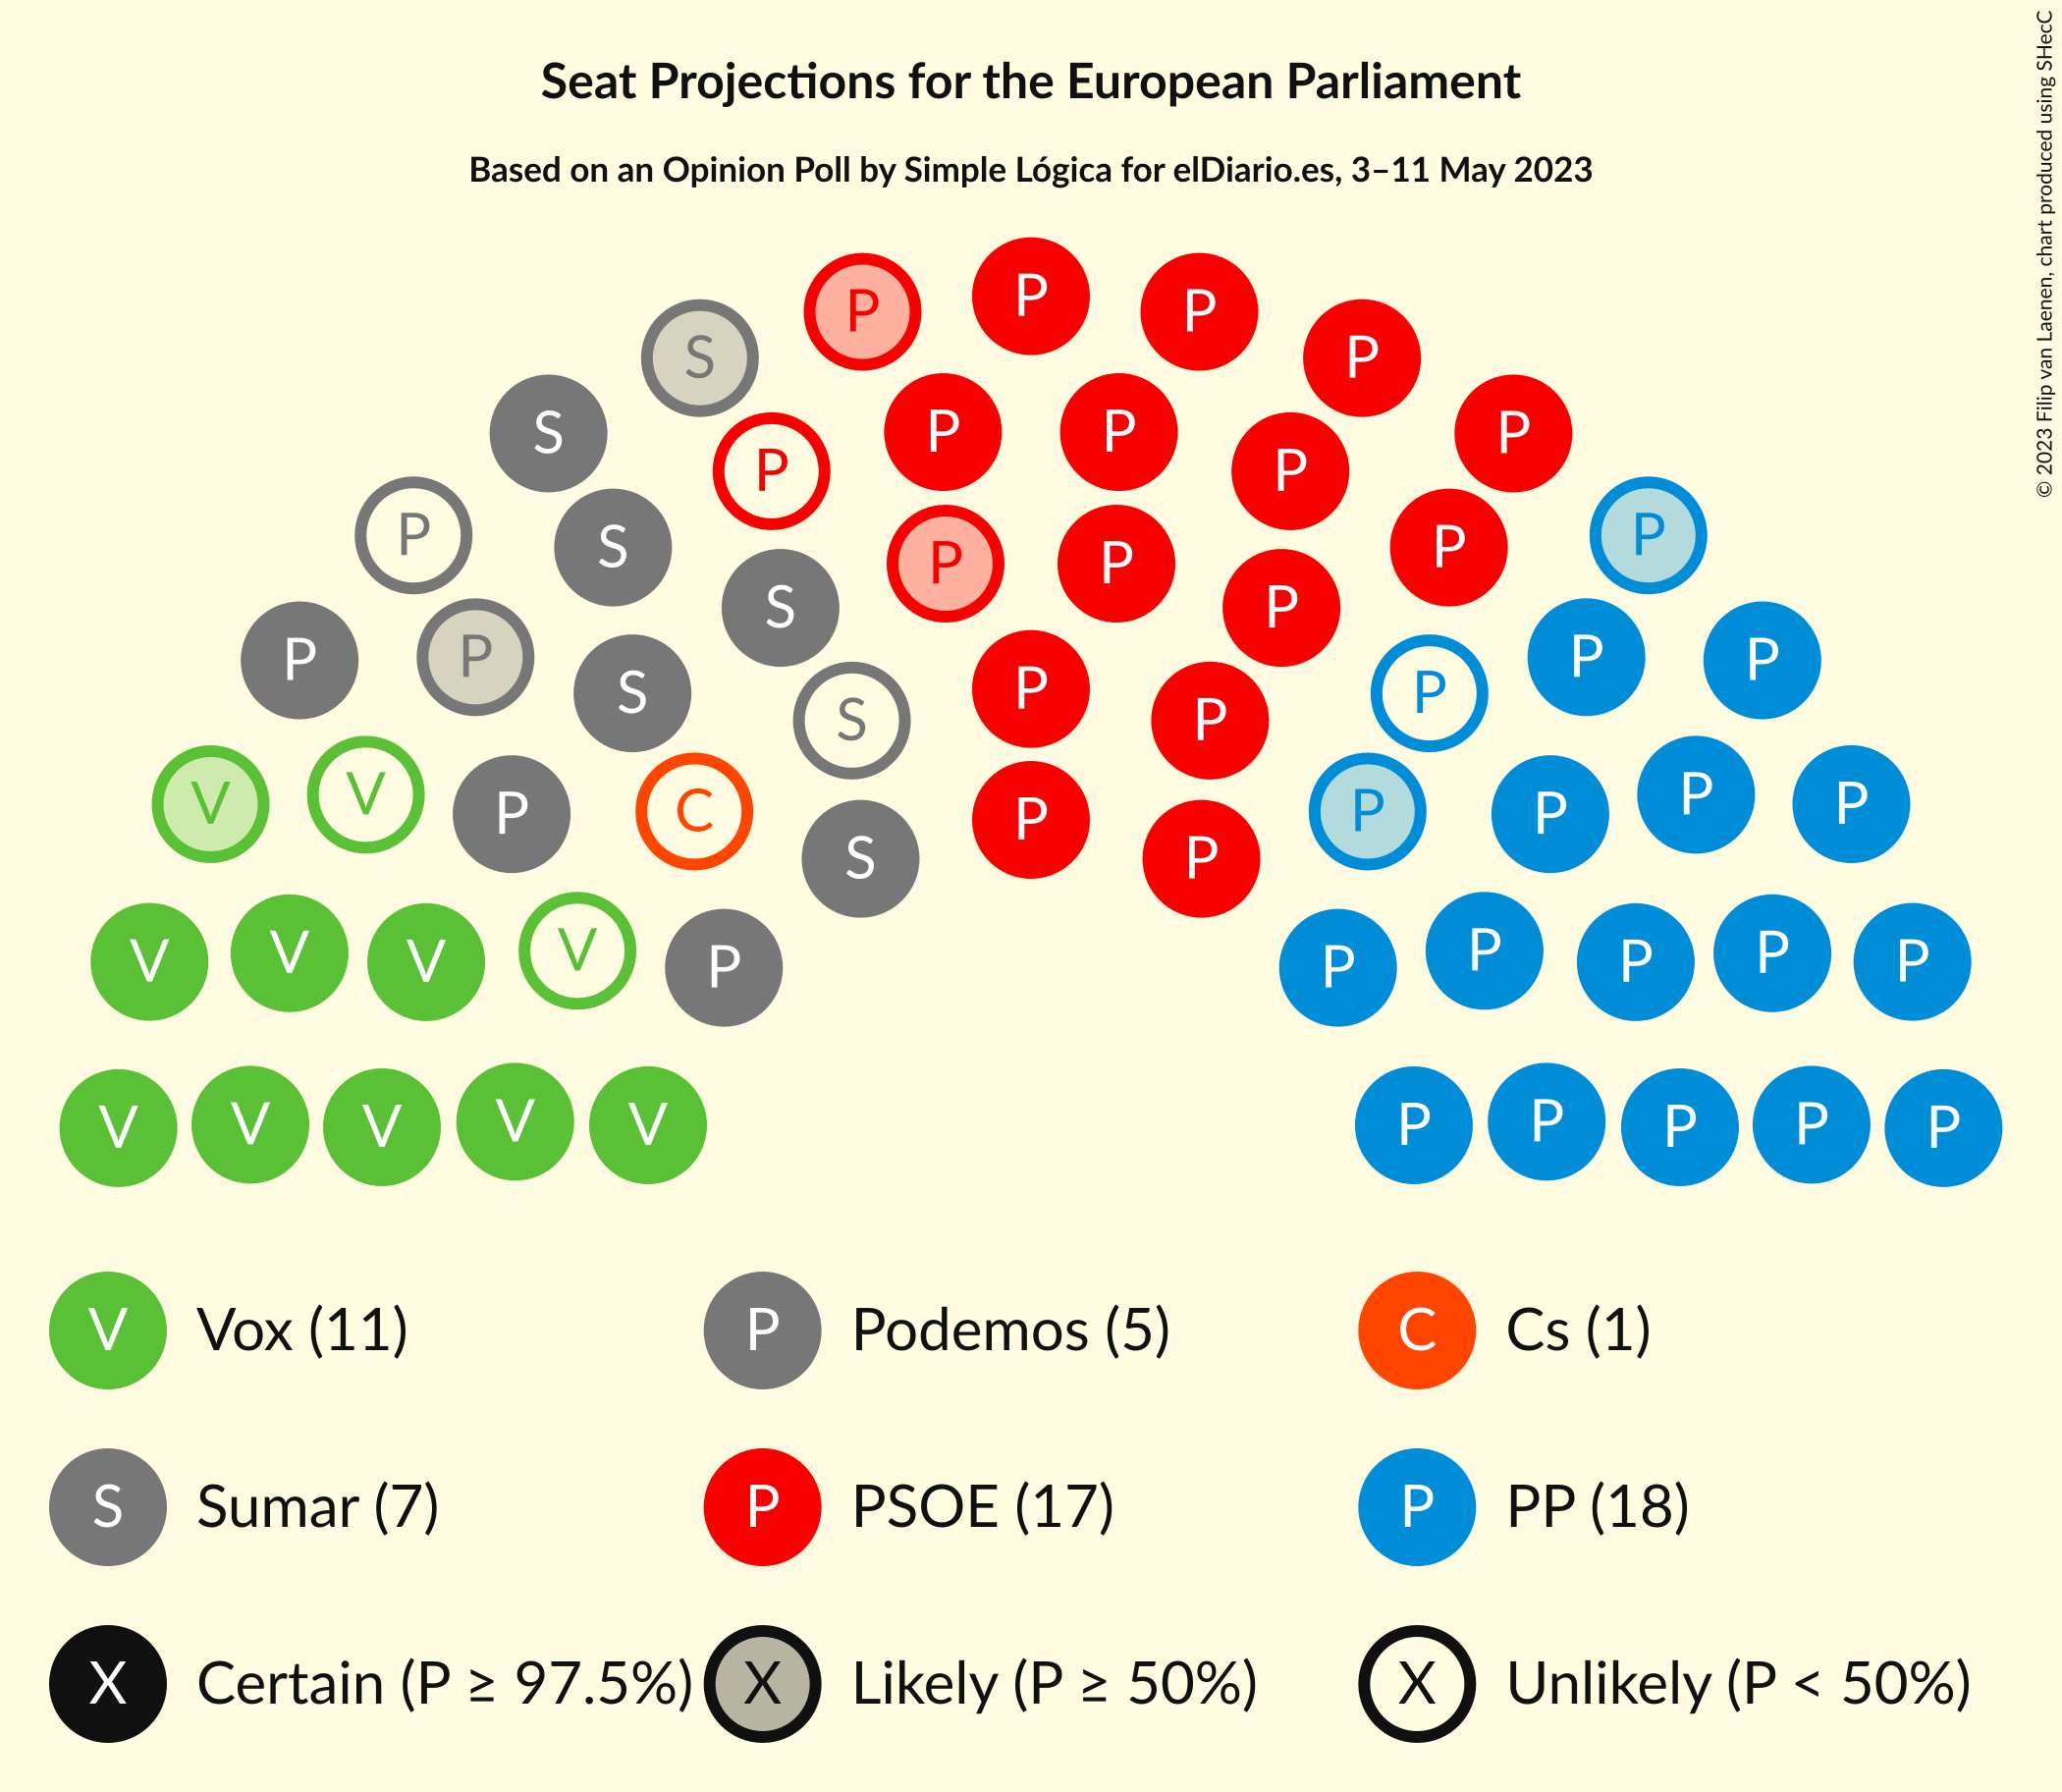 Seat Projections for the European Parliament
Based on an Opinion Poll by Simple Lógica for elDiario.es, 3–11 May 2023
© 2023 Filip van Laenen, chart produced using SHecC
P P P
P S P
S P P P P
P P S P P P P
S P P P
P P S P P
S P P P
V V P C S P P P P P V
V V V V P P P P P P
V V V V V P P P P P
V Vox (11) P Podemos (5) C Cs (1)
S Sumar (7) P PSOE (17) P PP (18)
X Certain (P ≥ 97.5%) X Likely (P ≥ 50%) X Unlikely (P < 50%)